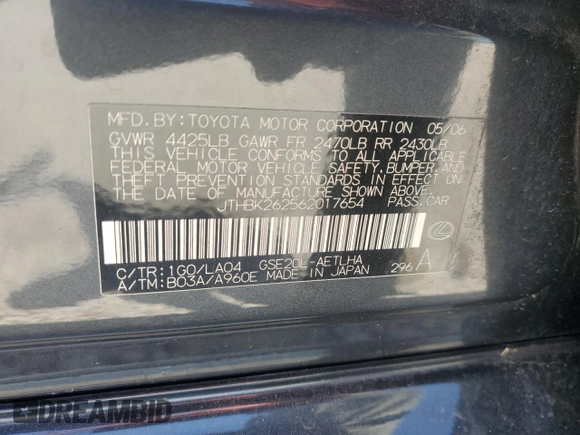 MFD. BY: TOYOTA MOTOR CORPORATION 05/06
GVWR 4425LB GAWR FR 2470LB RR 2430LB
THIS VEHICLE CONFORMS TO ALL APPLICABLE
FEDERAL MOTOR VEHICLE SAFETY, BUMPER, AND
THEFT PREVENTION STANDARDS IN EFFECT ON
THE DATE OF MANUFACTURE SHOWN ABOVE.
JTHBK262562017654 PASS. CAR
C/TR: 1G0/LA04 GSE20L-AETLHA
A/TM: B03A/A960E MADE IN JAPAN 296 A
DREAMBID